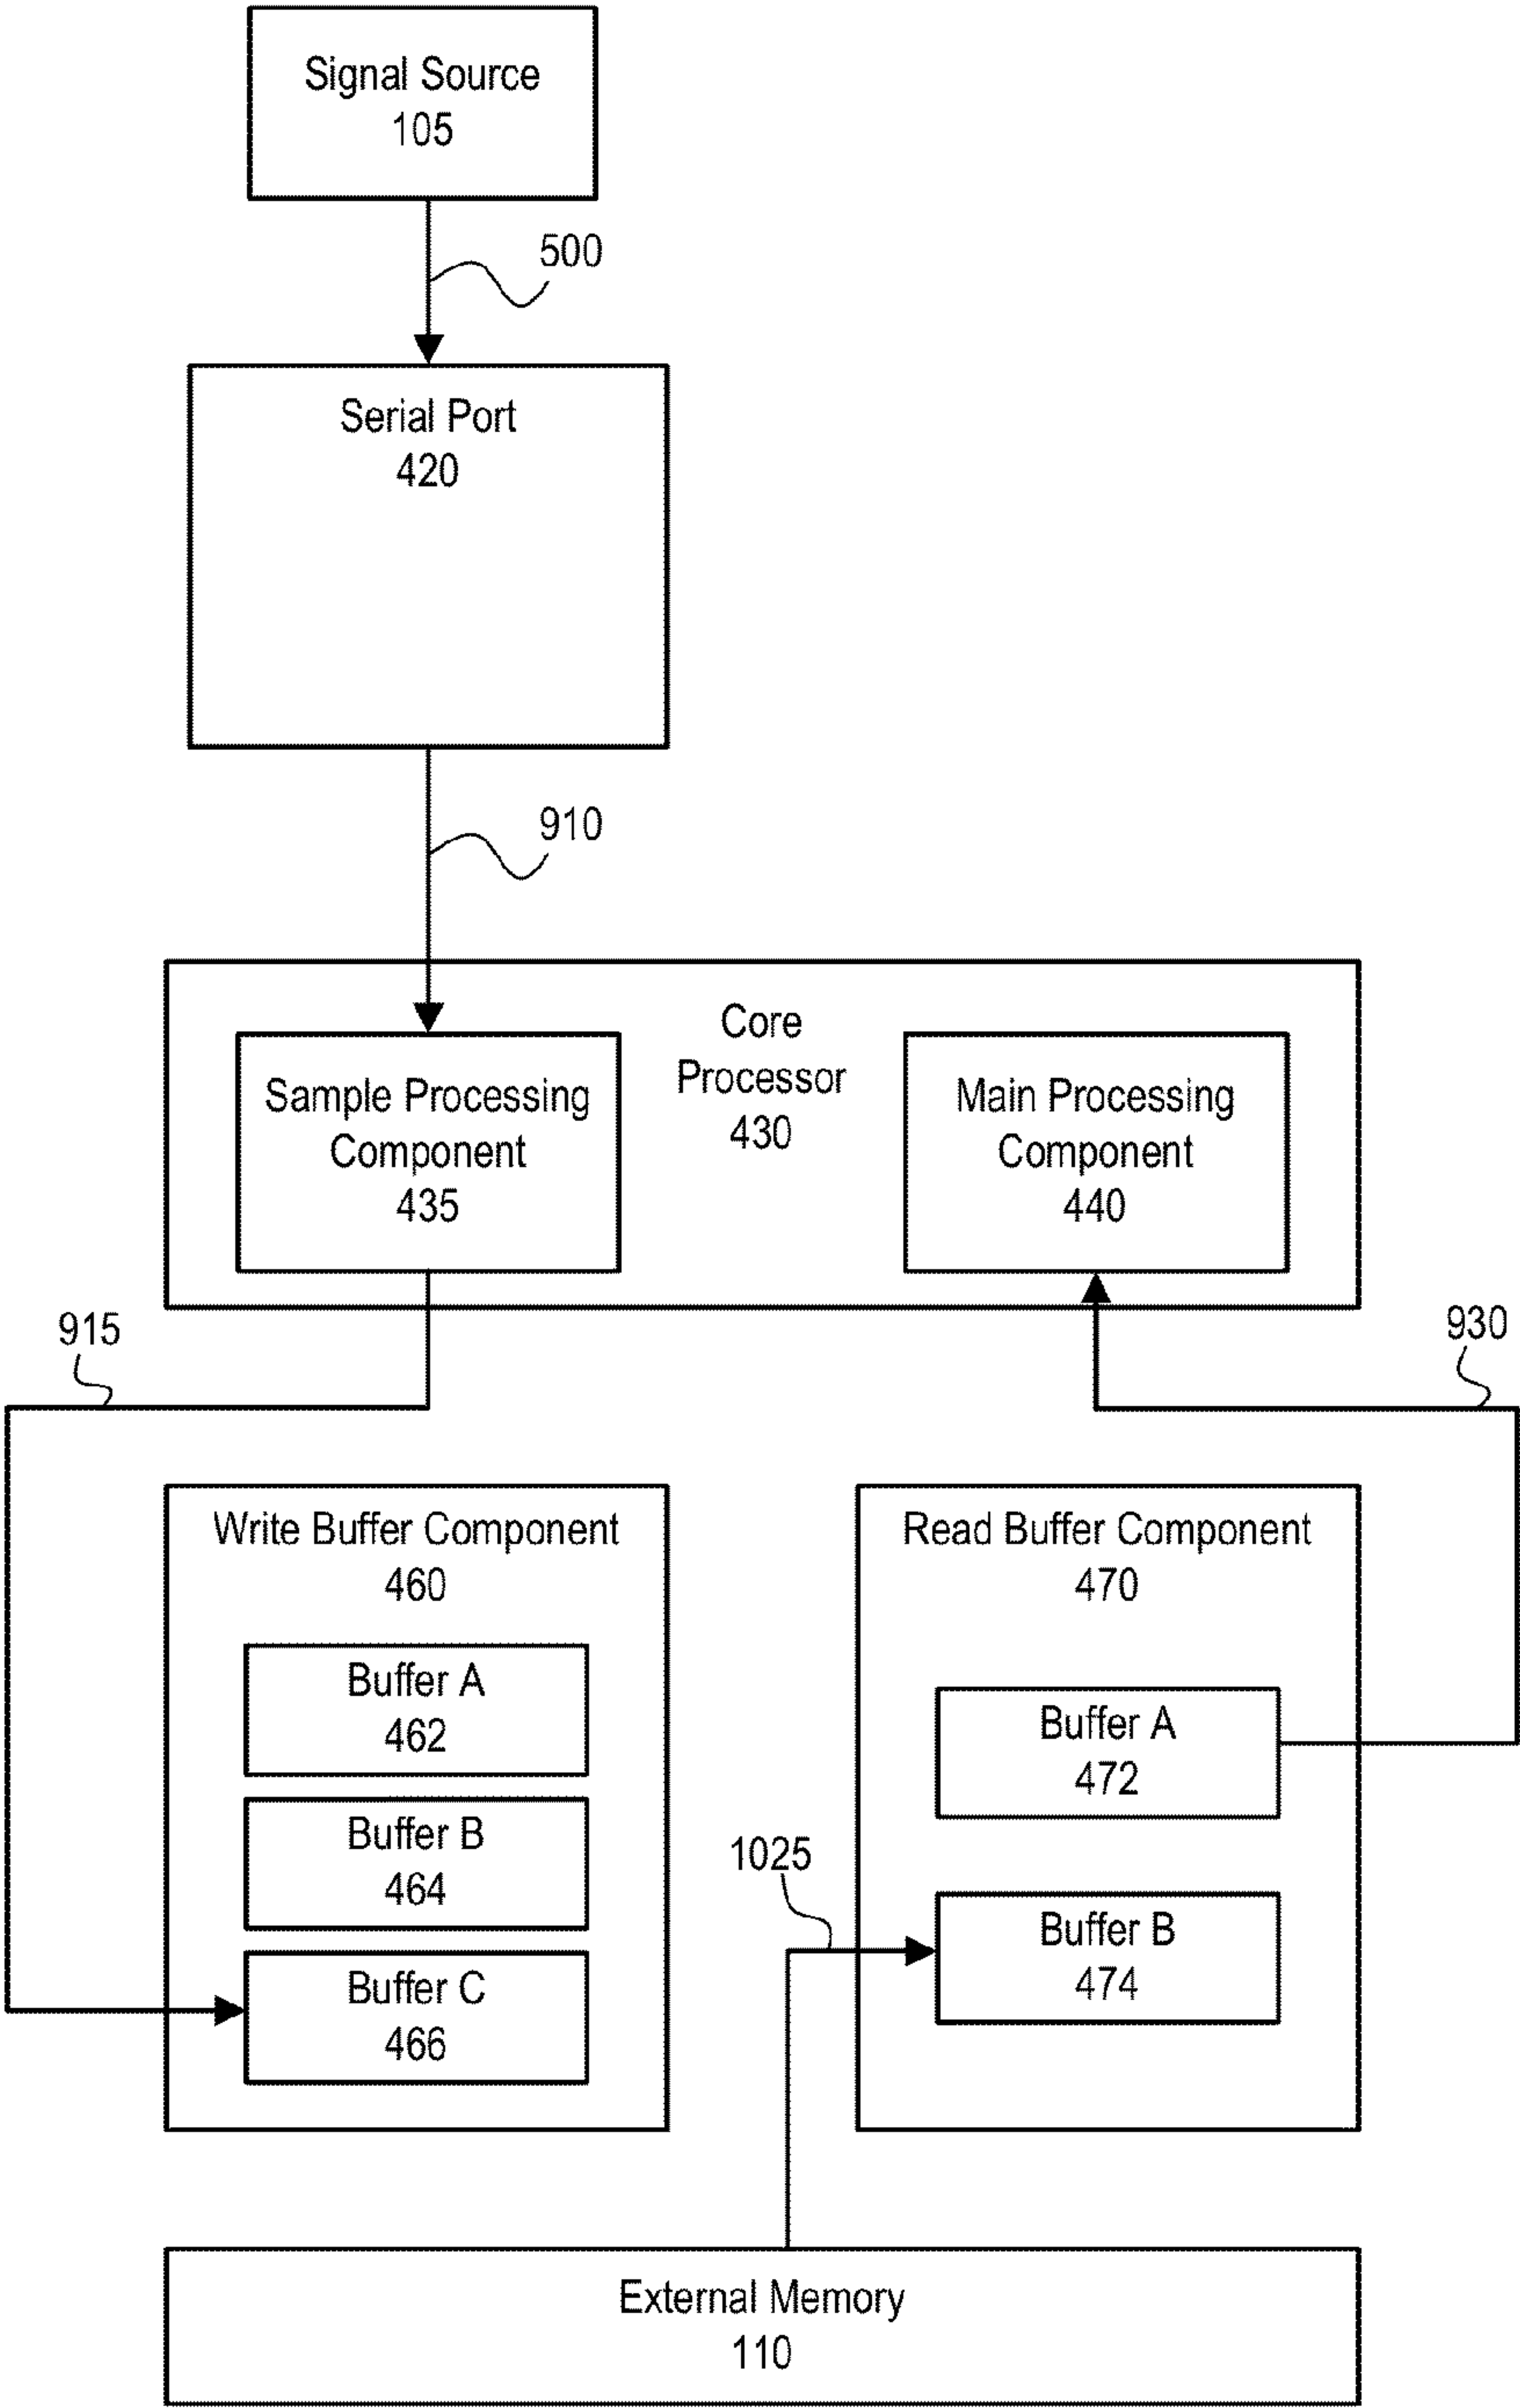 Signal Source
105
500
Serial Port
420
910
Core
Processor
430
Sample Processing
Component
435
Main Processing
Component
440
915
930
Write Buffer Component
460
Buffer A
462
Buffer B
464
Buffer C
466
Read Buffer Component
470
Buffer A
472
1025
Buffer B
474
External Memory
110